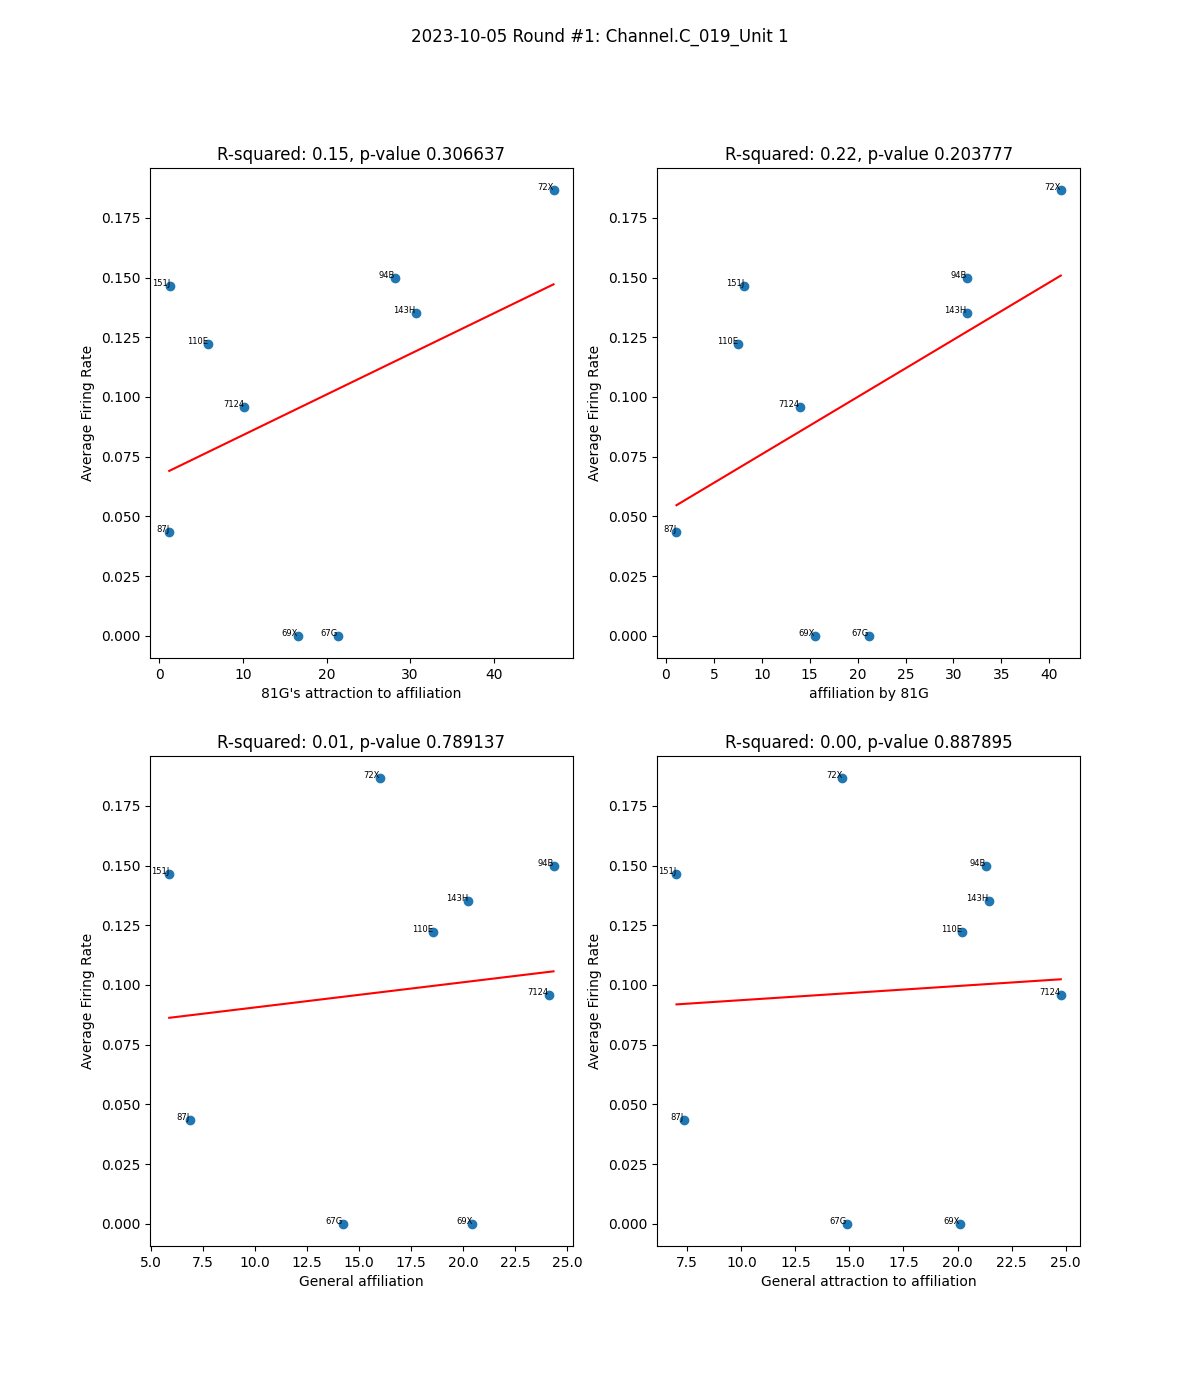 2023-10-05 Round #1: Channel.C_019_Unit 1
R-squared: 0.15, p-value 0.306637
72X
94B
151J
143H
110E
7124
87J
69X
67G
0.175
0.150
0.125
0.100
0.075
0.050
0.025
0.000
Average Firing Rate
0 10 20 30 40
81G's attraction to affiliation
R-squared: 0.22, p-value 0.203777
72X
94B
151J
143H
110E
7124
87J
69X
67G
0.175
0.150
0.125
0.100
0.075
0.050
0.025
0.000
Average Firing Rate
0 5 10 15 20 25 30 35 40
affiliation by 81G
R-squared: 0.01, p-value 0.789137
72X
94B
151J
143H
110E
7124
87J
67G
69X
0.175
0.150
0.125
0.100
0.075
0.050
0.025
0.000
Average Firing Rate
5.0 7.5 10.0 12.5 15.0 17.5 20.0 22.5 25.0
General affiliation
R-squared: 0.00, p-value 0.887895
72X
94B
151J
143H
110E
7124
87J
67G
69X
0.175
0.150
0.125
0.100
0.075
0.050
0.025
0.000
Average Firing Rate
7.5 10.0 12.5 15.0 17.5 20.0 22.5 25.0
General attraction to affiliation